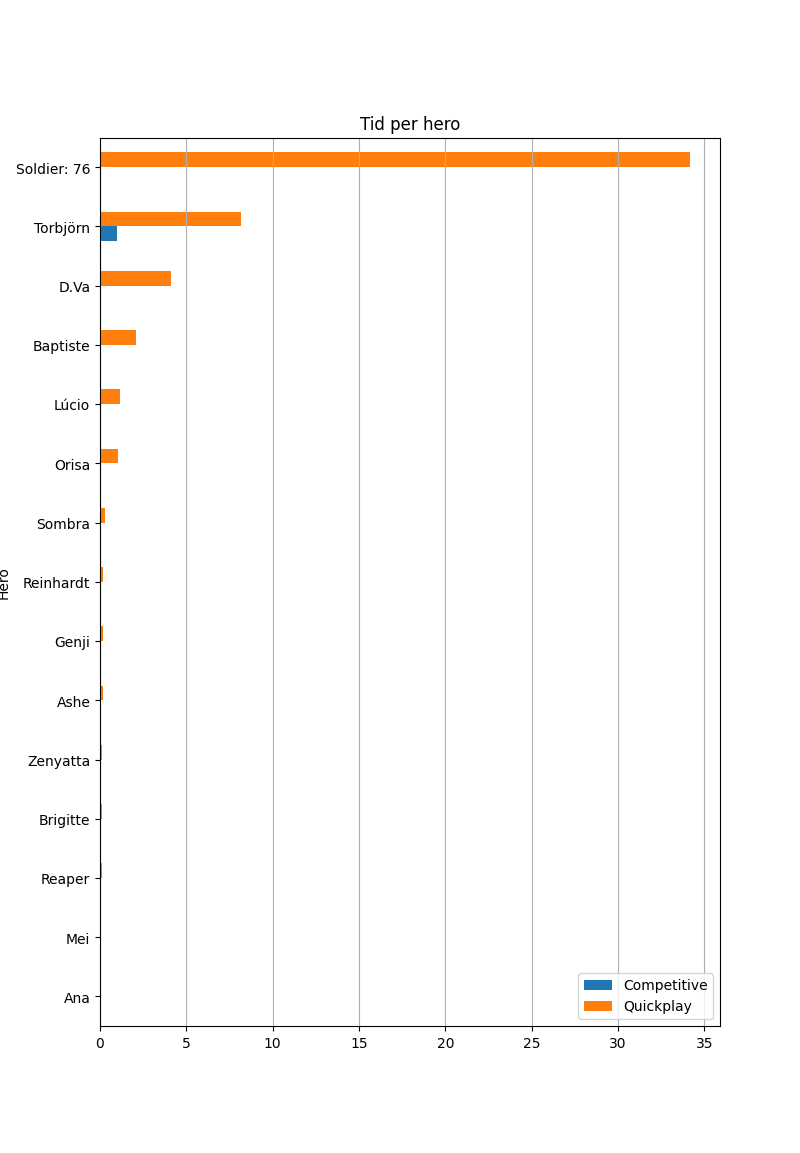 Tid per hero
Soldier: 76
Torbjörn
D.Va
Baptiste
Lúcio
Orisa
Sombra
Reinhardt
Hero
Genji
Ashe
Zenyatta
Brigitte
Reaper
Mei
Ana
Competitive
Quickplay
0 5 10 15 20 25 30 35